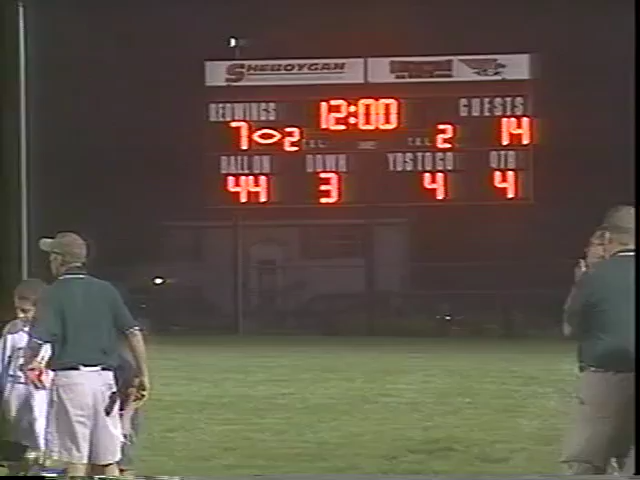 SHEBOYGAN
REDWINGS 12:00 GUESTS
7 2 T.O.L. T.O.L. 2 14
BALL ON DOWN YDS TO GO QTR
44 3 4 4